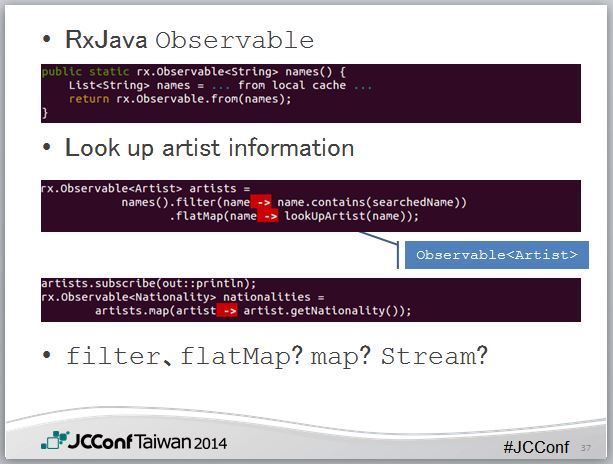 • RxJava Observable
public static rx.Observable<String> names() {
    List<String> names = ... from local cache ...
    return rx.Observable.from(names);
}
• Look up artist information
rx.Observable<Artist> artists =
            names().filter(name -> name.contains(searchedName))
                   .flatMap(name -> lookUpArtist(name));
Observable<Artist>
artists.subscribe(out::println);
rx.Observable<Nationality> nationalities =
        artists.map(artist -> artist.getNationality());
• filter、flatMap? map? Stream?
JCConf Taiwan 2014
#JCConf 37